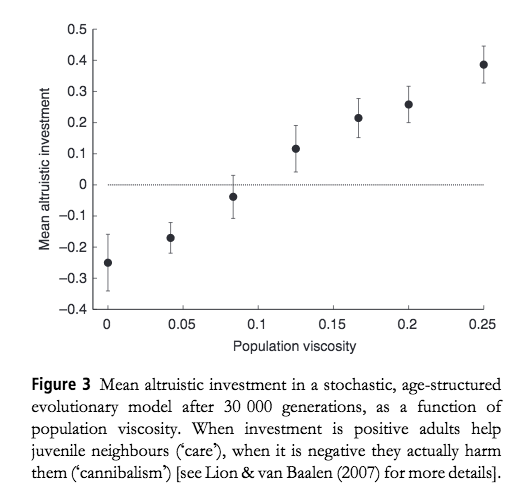 0.5
0.4
0.3
0.2
0.1
0
−0.1
−0.2
−0.3
−0.4
Mean altruistic investment
0 0.05 0.1 0.15 0.2 0.25
Population viscosity
Figure 3 Mean altruistic investment in a stochastic, age-structured
evolutionary model after 30 000 generations, as a function of
population viscosity. When investment is positive adults help
juvenile neighbours (‘care’), when it is negative they actually harm
them (‘cannibalism’) [see Lion & van Baalen (2007) for more details].